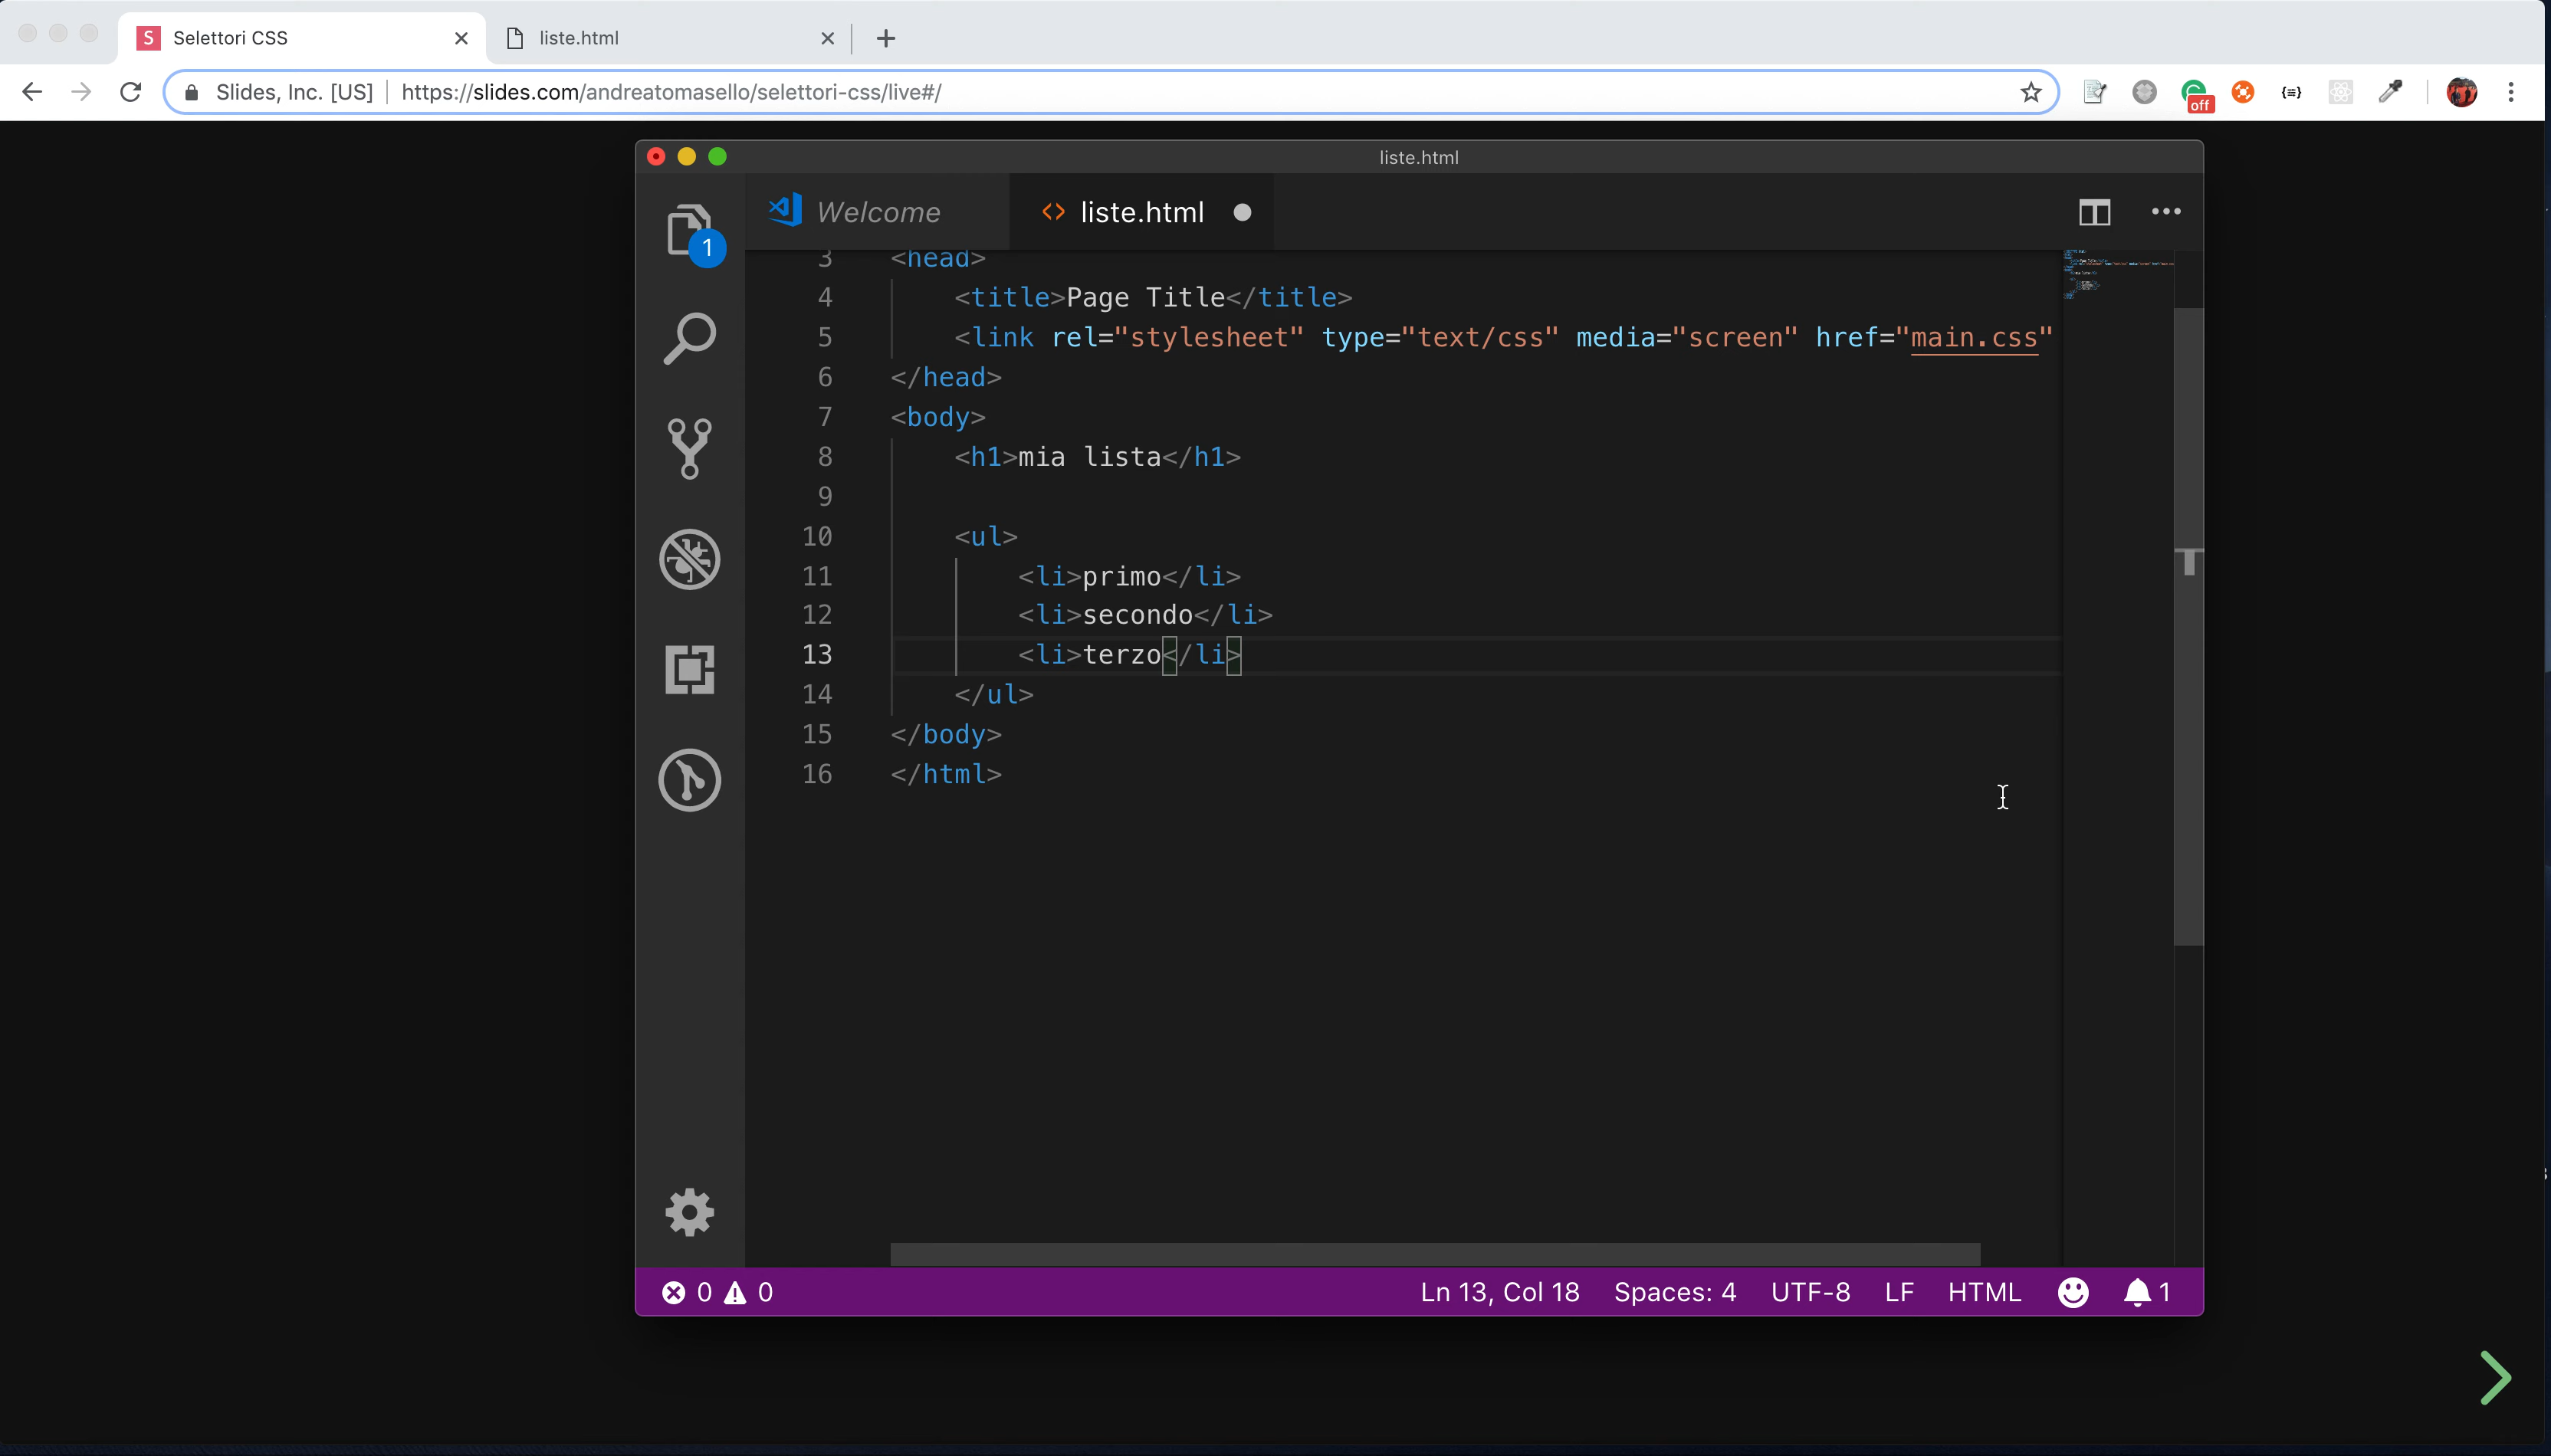 S Selettori CSS
liste.html
Slides, Inc. [US] https://slides.com/andreatomasello/selettori-css/live#/
off
liste.html
1
Welcome
<> liste.html
3 <head>
4 <title>Page Title</title>
5 <link rel="stylesheet" type="text/css" media="screen" href="main.css"
6 </head>
7 <body>
8 <h1>mia lista</h1>
9
10 <ul>
11 <li>primo</li>
12 <li>secondo</li>
13 <li>terzo</li>
14 </ul>
15 </body>
16 </html>
0 0 Ln 13, Col 18 Spaces: 4 UTF-8 LF HTML 1